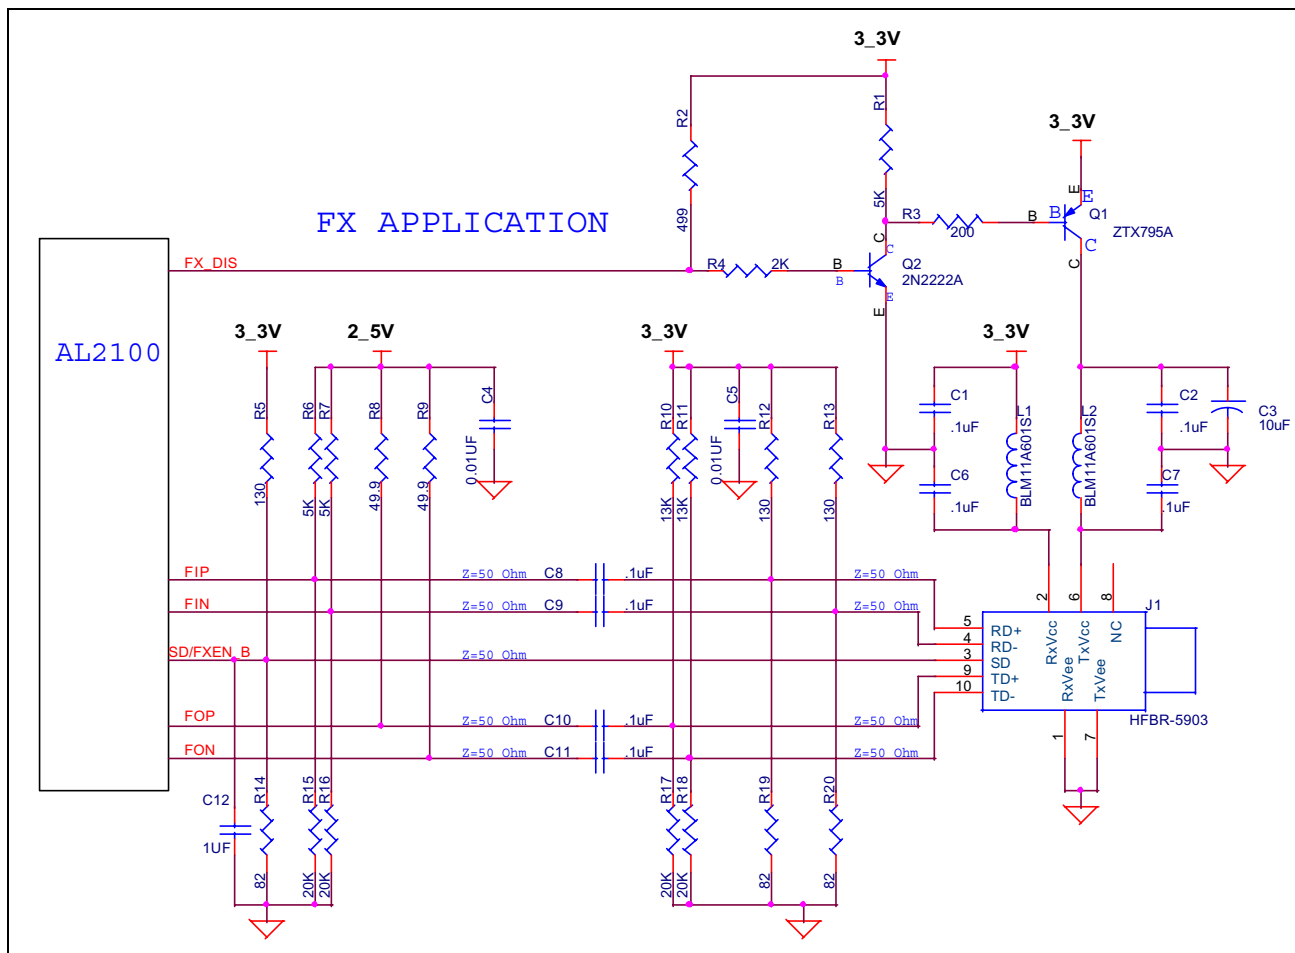 3_3V
R2
R1
3_3V
499
5K
E
E
FX APPLICATION
R3
B
B
Q1
200
ZTX795A
C
C
FX_DIS
R4
2K
B
B
C
C
Q2
2N2222A
E
E
3_3V
2_5V
3_3V
3_3V
AL2100
R5
R6
R7
R8
R9
C4
R10
R11
C5
R12
R13
C1
.1uF
L1
L2
C2
.1uF
C3
10uF
130
5K
5K
49.9
49.9
0.01UF
13K
13K
0.01UF
130
130
C6
.1uF
BLM11A601S
BLM11A601S
C7
.1uF
FIP
Z=50 Ohm
C8
.1uF
Z=50 Ohm
FIN
Z=50 Ohm
C9
.1uF
Z=50 Ohm
SD/FXEN_B
Z=50 Ohm
FOP
Z=50 Ohm
C10
.1uF
Z=50 Ohm
FON
Z=50 Ohm
C11
.1uF
Z=50 Ohm
2
6
8
J1
5
RD+
4
RD-
3
SD
9
TD+
10
TD-
RxVcc
TxVcc
NC
RxVee
TxVee
HFBR-5903
1
7
C12
1UF
R14
R15
R16
R17
R18
R19
R20
82
20K
20K
20K
20K
82
82